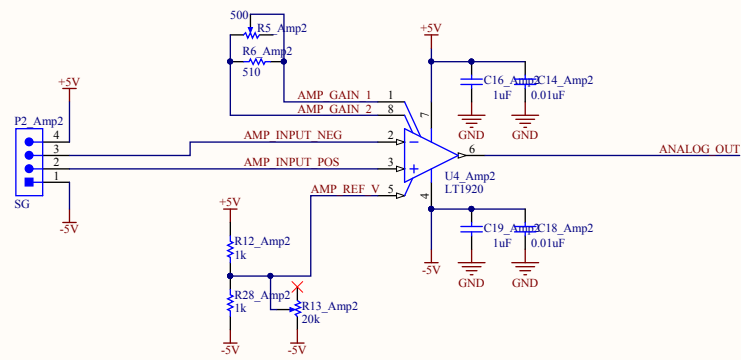 500
R5_Amp2
R6_Amp2
510
+5V
P2_Amp2
4
3
2
1
SG
-5V
AMP_GAIN_1
1
AMP_GAIN_2
8
AMP_INPUT_NEG
2
AMP_INPUT_POS
3
AMP_REF_V
5
+5V
7
C16_Amp2
1uF
C14_Amp2
0.01uF
GND
GND
6
ANALOG_OUT
U4_Amp2
LT1920
4
C19_Amp2
1uF
C18_Amp2
0.01uF
-5V
GND
GND
+5V
R12_Amp2
1k
R28_Amp2
1k
R13_Amp2
20k
-5V
-5V